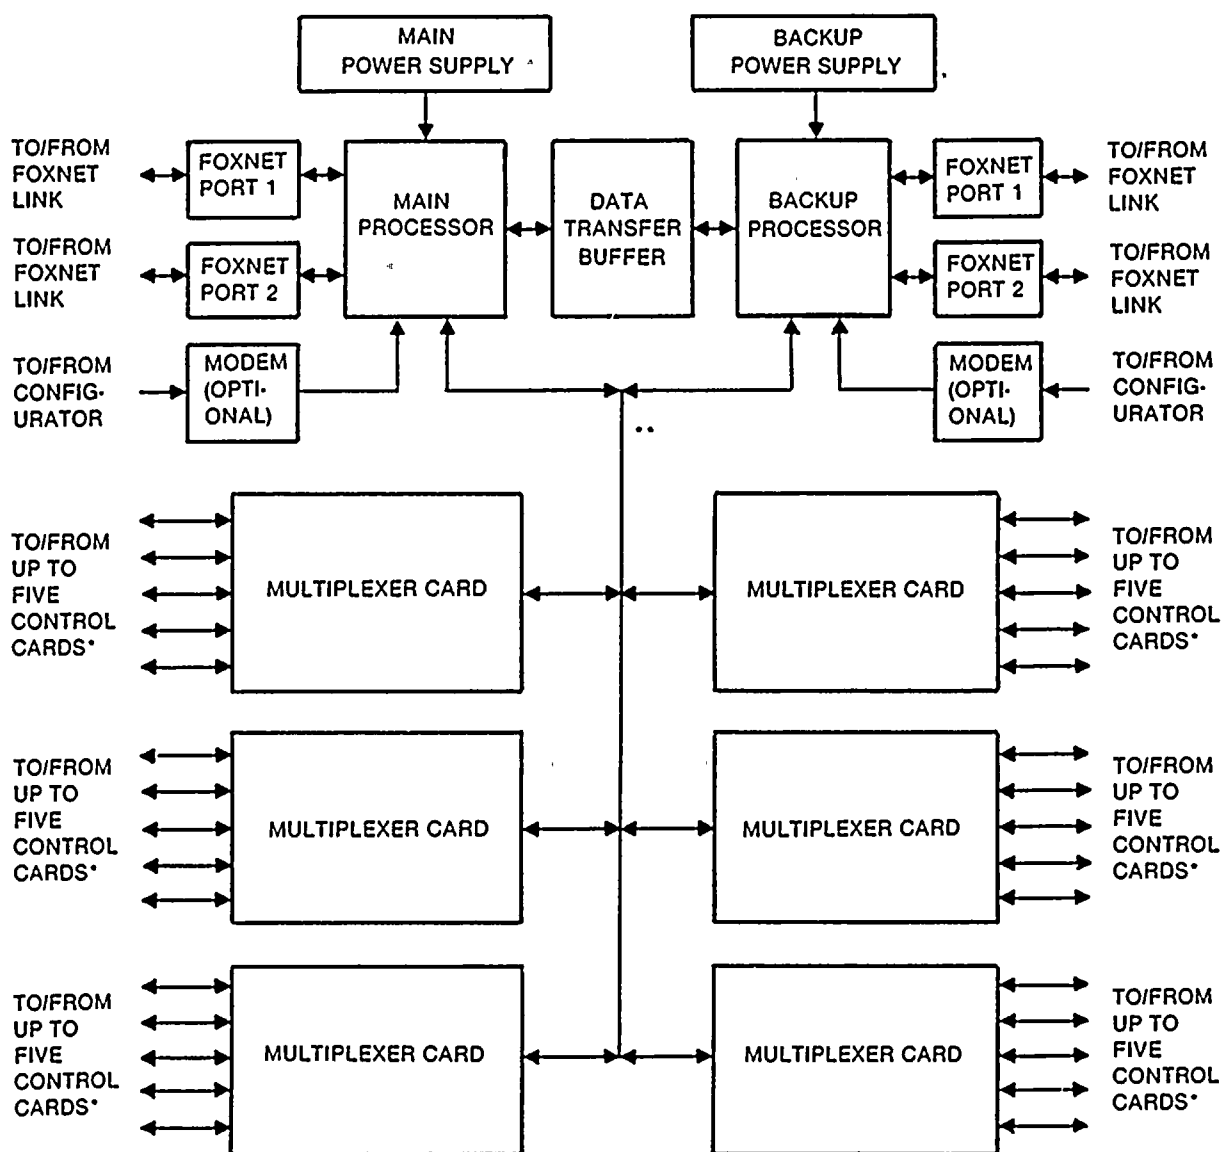 MAIN
POWER SUPPLY
BACKUP
POWER SUPPLY
TO/FROM
FOXNET
LINK
FOXNET
PORT 1
MAIN
PROCESSOR
DATA
TRANSFER
BUFFER
BACKUP
PROCESSOR
FOXNET
PORT 1
TO/FROM
FOXNET
LINK
TO/FROM
FOXNET
LINK
FOXNET
PORT 2
FOXNET
PORT 2
TO/FROM
FOXNET
LINK
TO/FROM
CONFIG-
URATOR
MODEM
(OPTI-
ONAL)
MODEM
(OPTI-
ONAL)
TO/FROM
CONFIG-
URATOR
TO/FROM
UP TO
FIVE
CONTROL
CARDS*
MULTIPLEXER CARD
MULTIPLEXER CARD
TO/FROM
UP TO
FIVE
CONTROL
CARDS*
TO/FROM
UP TO
FIVE
CONTROL
CARDS*
MULTIPLEXER CARD
MULTIPLEXER CARD
TO/FROM
UP TO
FIVE
CONTROL
CARDS*
TO/FROM
UP TO
FIVE
CONTROL
CARDS*
MULTIPLEXER CARD
MULTIPLEXER CARD
TO/FROM
UP TO
FIVE
CONTROL
CARDS*